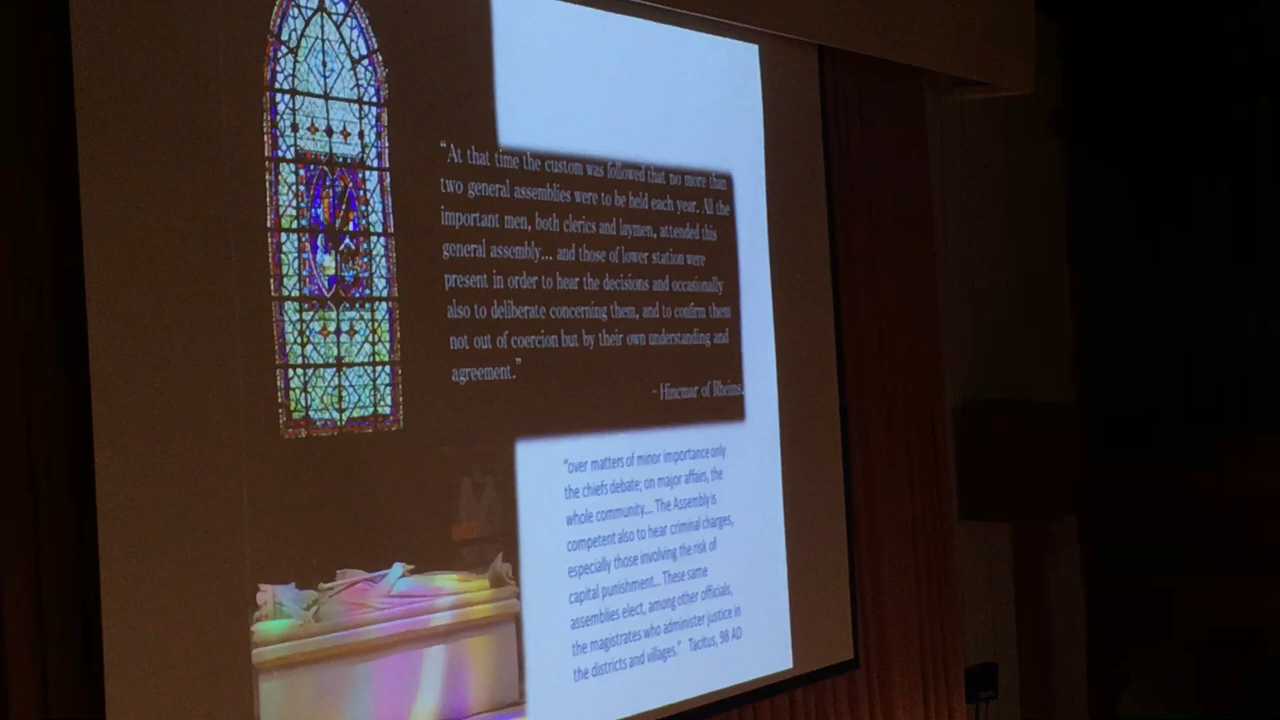 “At that time the custom was followed that no more than
two general assemblies were to be held each year. All the
important men, both clerics and laymen, attended this
general assembly... and those of lower station were
present in order to hear the decisions and occasionally
also to deliberate concerning them, and to confirm them
not out of coercion but by their own understanding and
agreement.”
- Hincmar of Rheims.
“over matters of minor importance only
the chiefs debate; on major affairs, the
whole community.... The Assembly is
competent also to hear criminal charges,
especially those involving the risk of
capital punishment... These same
assemblies elect, among other officials,
the magistrates who administer justice in
the districts and villages.” Tacitus, 98 AD